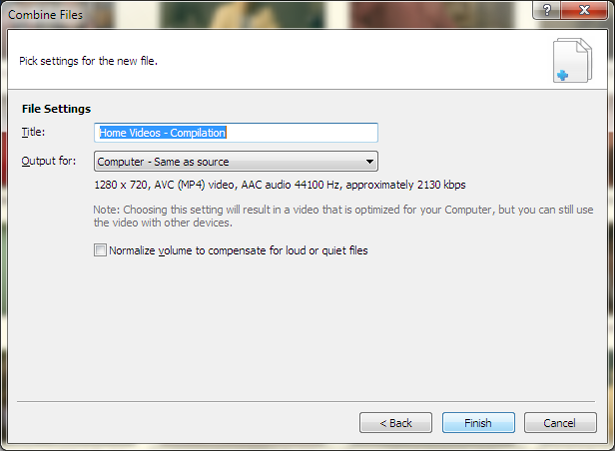 Combine Files
?
Pick settings for the new file.
File Settings
Title: Home Videos - Compilation
Output for: Computer - Same as source
1280 x 720, AVC (MP4) video, AAC audio 44100 Hz, approximately 2130 kbps
Note: Choosing this setting will result in a video that is optimized for your Computer, but you can still use
the video with other devices.
Normalize volume to compensate for loud or quiet files
< Back Finish Cancel